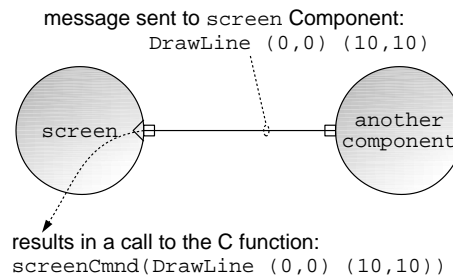 message sent to screen Component:
DrawLine (0,0) (10,10)
screen
another
component
results in a call to the C function:
screenCmnd(DrawLine (0,0) (10,10))